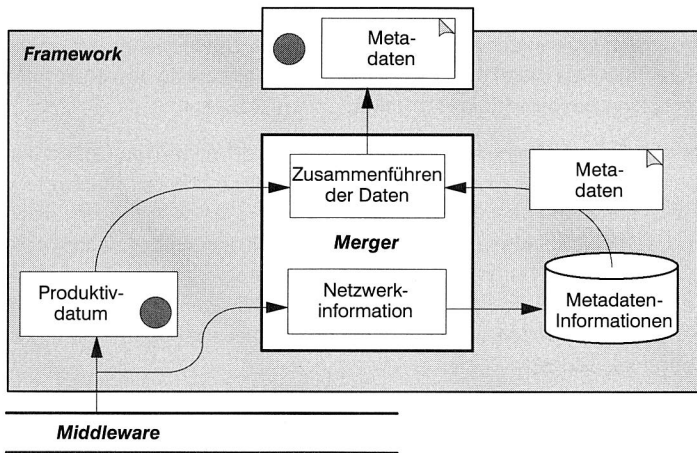 Framework
Meta-
daten
Zusammenführen
der Daten
Meta-
daten
Merger
Produktiv-
datum
Netzwerk-
information
Metadaten-
Informationen
Middleware